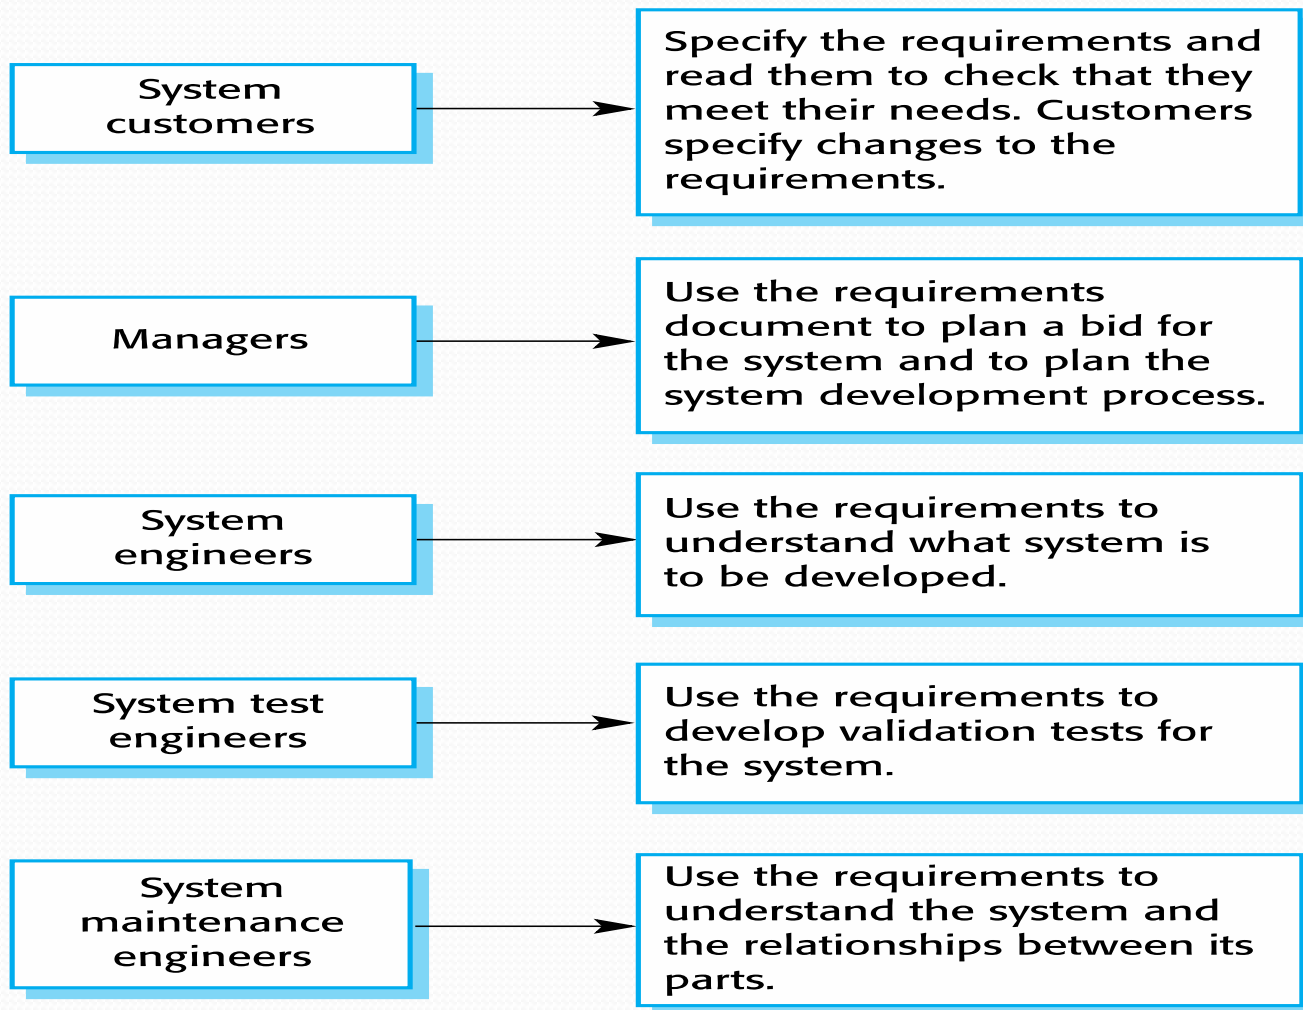 System
customers
Specify the requirements and
read them to check that they
meet their needs. Customers
specify changes to the
requirements.
Managers
Use the requirements
document to plan a bid for
the system and to plan the
system development process.
System
engineers
Use the requirements to
understand what system is
to be developed.
System test
engineers
Use the requirements to
develop validation tests for
the system.
System
maintenance
engineers
Use the requirements to
understand the system and
the relationships between its
parts.